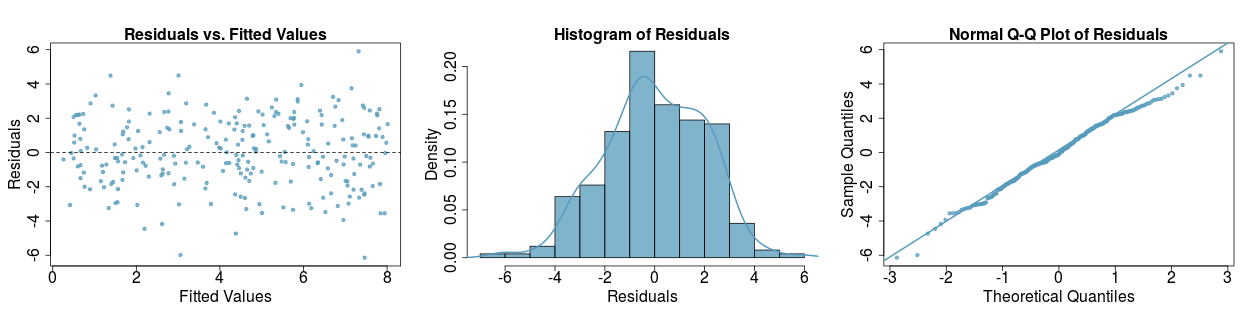 Residuals vs. Fitted Values
6
4
2
0
-2
-4
-6
Residuals
0 2 4 6 8
Fitted Values
Histogram of Residuals
0.20
0.15
0.10
0.05
0.00
Density
-6 -4 -2 0 2 4 6
Residuals
Normal Q-Q Plot of Residuals
6
4
2
0
-2
-4
-6
Sample Quantiles
-3 -2 -1 0 1 2 3
Theoretical Quantiles